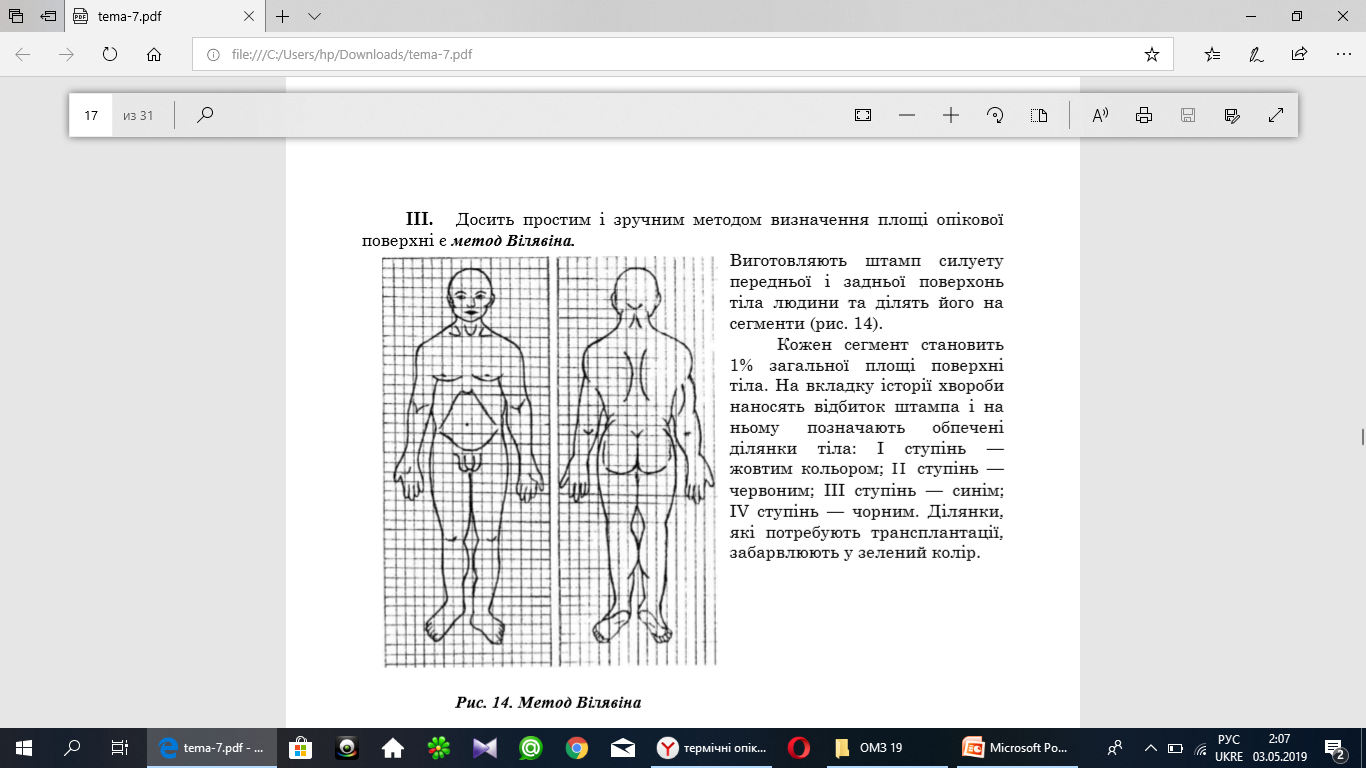 tema-7.pdf
file:///C:/Users/hp/Downloads/tema-7.pdf
17 из 31
III. Досить простим і зручним методом визначення площі опікової
поверхні є метод Вілявіна.
Виготовляють штамп силуету
передньої і задньої поверхонь
тіла людини та ділять його на
сегменти (рис. 14).
Кожен сегмент становить
1% загальної площі поверхні
тіла. На вкладку історії хвороби
наносять відбиток штампа і на
ньому позначають обпечені
ділянки тіла: І ступінь —
жовтим кольором; ІІ ступінь —
червоним; ІІІ ступінь — синім;
IV ступінь — чорним. Ділянки,
які потребують трансплантації,
забарвлюють у зелений колір.
Рис. 14. Метод Вілявіна
tema-7.pdf - ...
термічні опік...
ОМЗ 19
Microsoft Po...
РУС
UKRE
2:07
03.05.2019
2